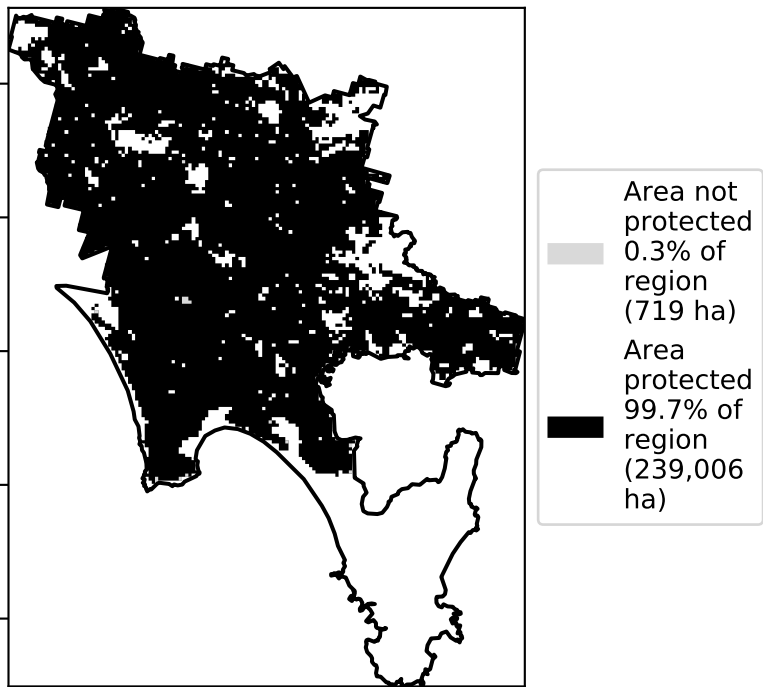 Area not
protected
0.3% of
region
(719 ha)
Area
protected
99.7% of
region
(239,006
ha)